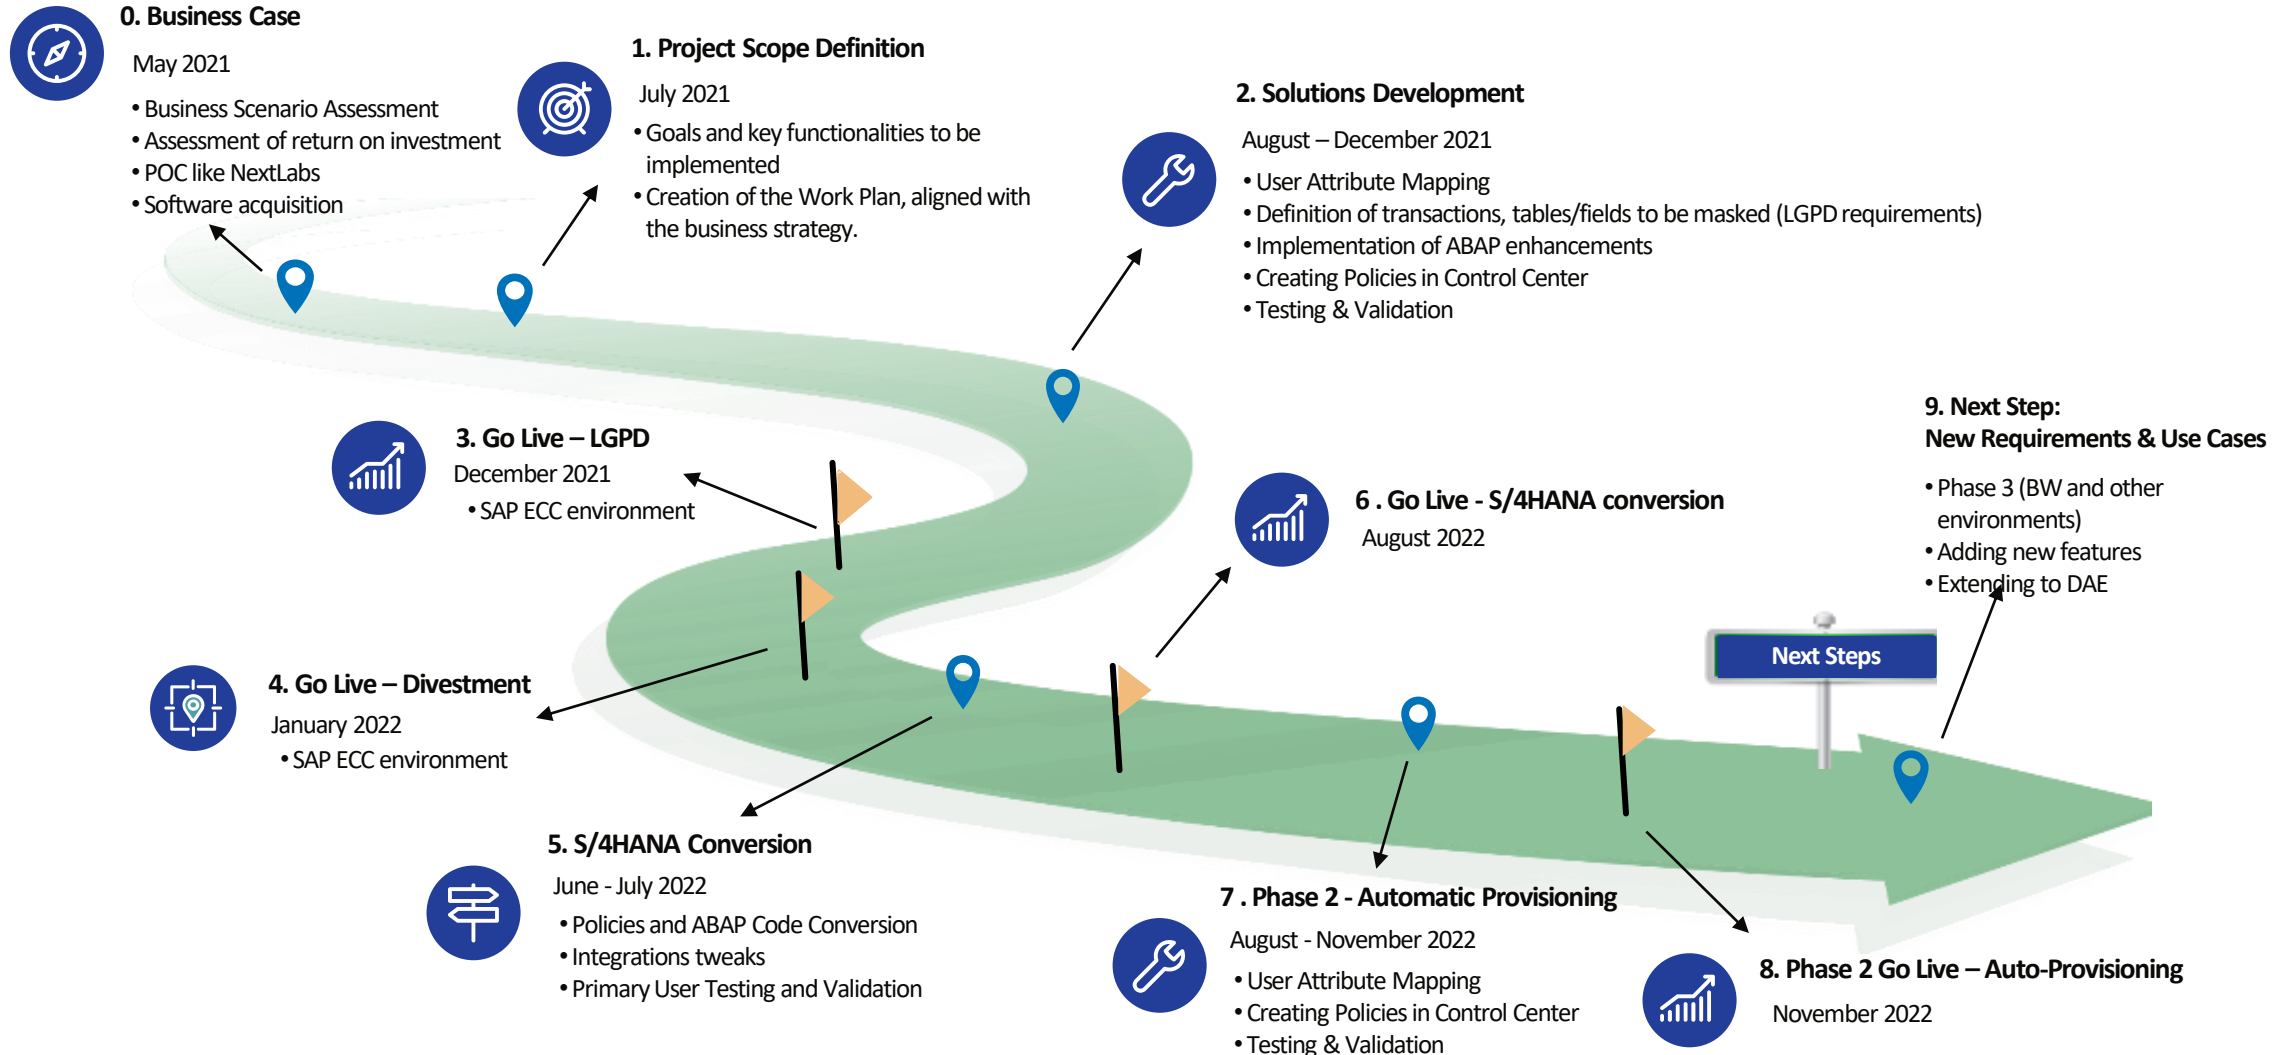 0. Business Case
May 2021
• Business Scenario Assessment
• Assessment of return on investment
• POC like NextLabs
• Software acquisition
1. Project Scope Definition
July 2021
• Goals and key functionalities to be
implemented
• Creation of the Work Plan, aligned with
the business strategy.
2. Solutions Development
August – December 2021
• User Attribute Mapping
• Definition of transactions, tables/fields to be masked (LGPD requirements)
• Implementation of ABAP enhancements
• Creating Policies in Control Center
• Testing & Validation
3. Go Live – LGPD
December 2021
• SAP ECC environment
4. Go Live – Divestment
January 2022
• SAP ECC environment
5. S/4HANA Conversion
June - July 2022
• Policies and ABAP Code Conversion
• Integrations tweaks
• Primary User Testing and Validation
6 . Go Live - S/4HANA conversion
August 2022
7 . Phase 2 - Automatic Provisioning
August - November 2022
• User Attribute Mapping
• Creating Policies in Control Center
• Testing & Validation
8. Phase 2 Go Live – Auto-Provisioning
November 2022
9. Next Step:
New Requirements & Use Cases
• Phase 3 (BW and other
environments)
• Adding new features
• Extending to DAE
Next Steps